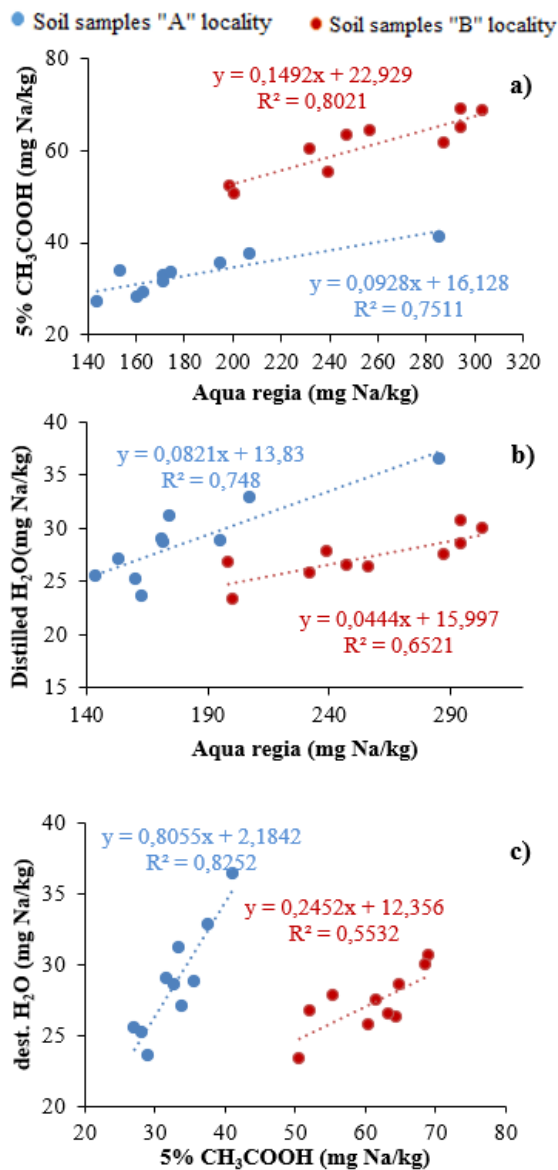 Soil samples "A" locality
Soil samples "B" locality
a)
y = 0,1492x + 22,929
R² = 0,8021
y = 0,0928x + 16,128
R² = 0,7511
80
60
40
20
5% CH₃COOH (mg Na/kg)
140 160 180 200 220 240 260 280 300 320
Aqua regia (mg Na/kg)
b)
y = 0,0821x + 13,83
R² = 0,748
y = 0,0444x + 15,997
R² = 0,6521
40
35
30
25
20
15
Distilled H₂O(mg Na/kg)
140 190 240 290
Aqua regia (mg Na/kg)
c)
y = 0,8055x + 2,1842
R² = 0,8252
y = 0,2452x + 12,356
R² = 0,5532
40
35
30
25
20
dest. H₂O (mg Na/kg)
20 30 40 50 60 70 80
5% CH₃COOH (mg Na/kg)